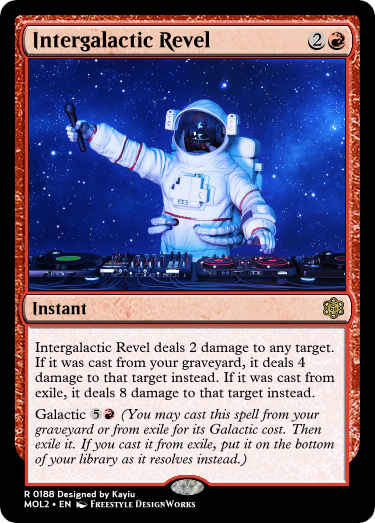 Intergalactic Revel 2
Instant
Intergalactic Revel deals 2 damage to any target.
If it was cast from your graveyard, it deals 4
damage to that target instead. If it was cast from
exile, it deals 8 damage to that target instead.
Galactic 5 (You may cast this spell from your
graveyard or from exile for its Galactic cost. Then
exile it. If you cast it from exile, put it on the bottom
of your library as it resolves instead.)
R 0188 Designed by Kayiu
MOL2 • EN Freestyle DesignWorks